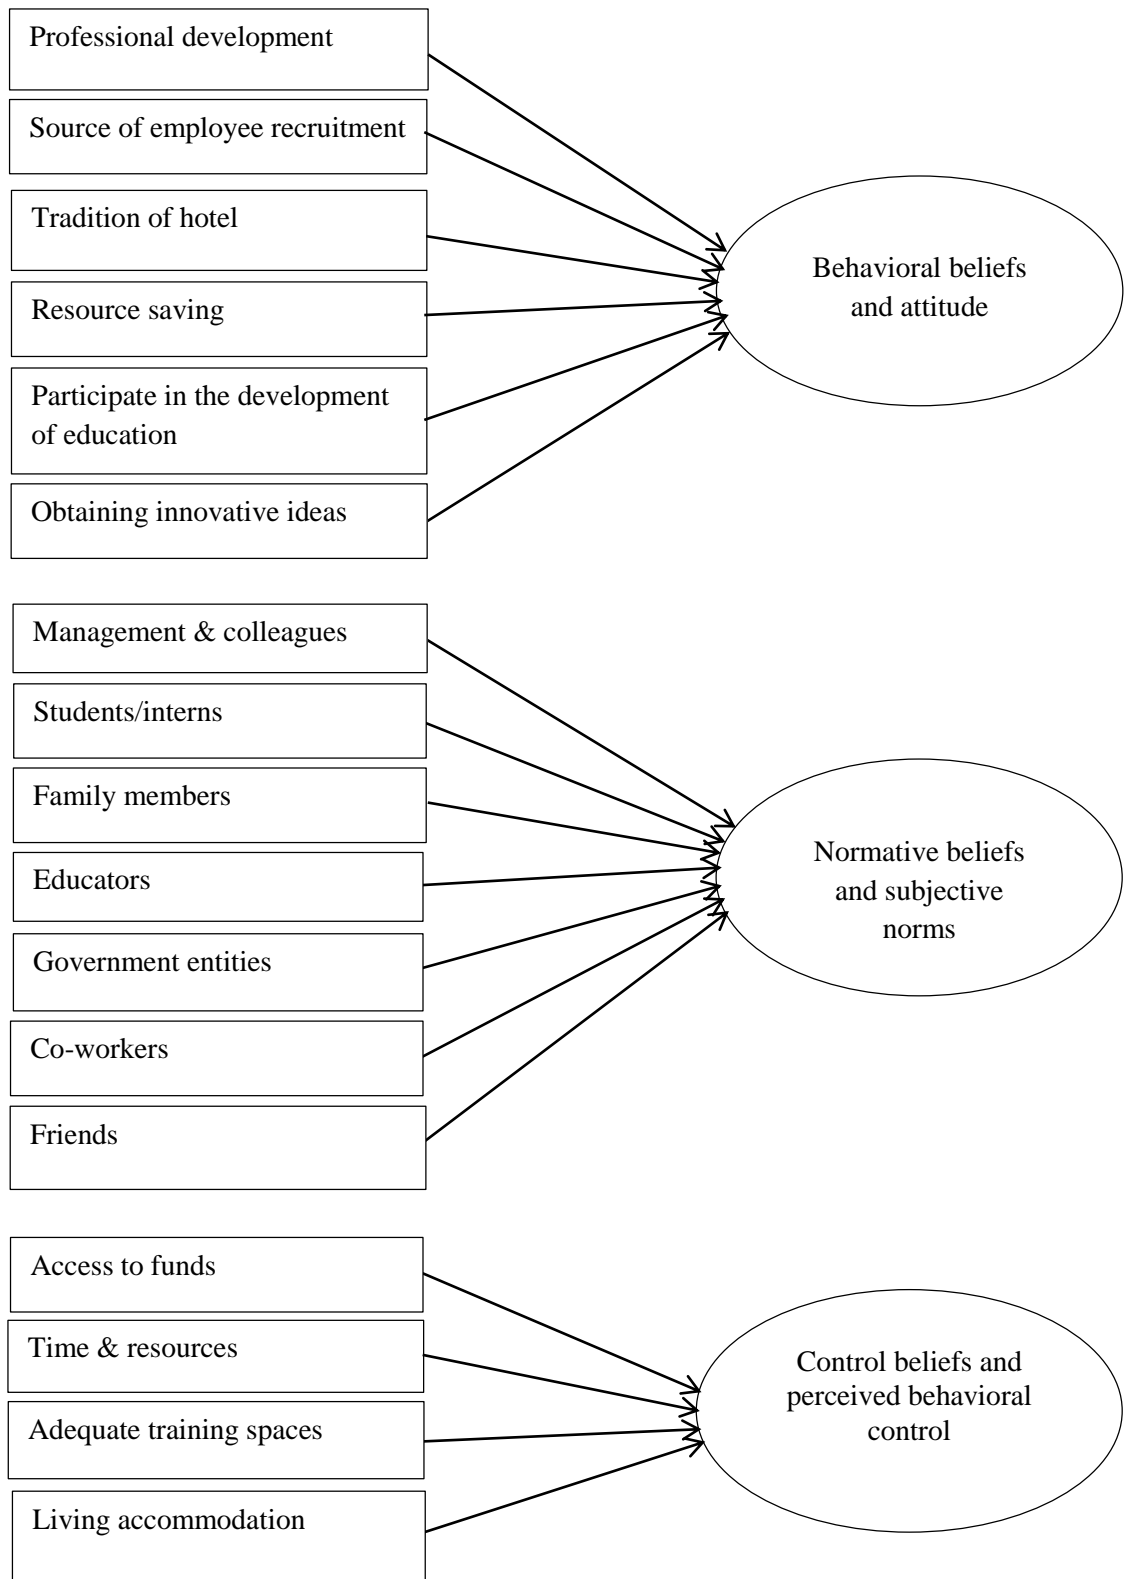 Professional development
Source of employee recruitment
Tradition of hotel
Resource saving
Participate in the development
of education
Obtaining innovative ideas
Behavioral beliefs
and attitude
Management & colleagues
Students/interns
Family members
Educators
Government entities
Co-workers
Friends
Normative beliefs
and subjective
norms
Access to funds
Time & resources
Adequate training spaces
Living accommodation
Control beliefs and
perceived behavioral
control